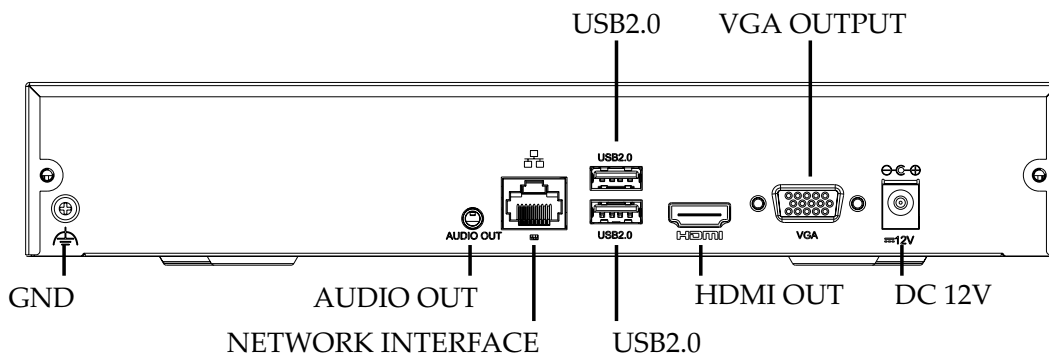 USB2.0
VGA OUTPUT
USB2.0
AUDIO OUT
USB2.0
HDMI
VGA
12V
GND
AUDIO OUT
HDMI OUT
DC 12V
NETWORK INTERFACE
USB2.0